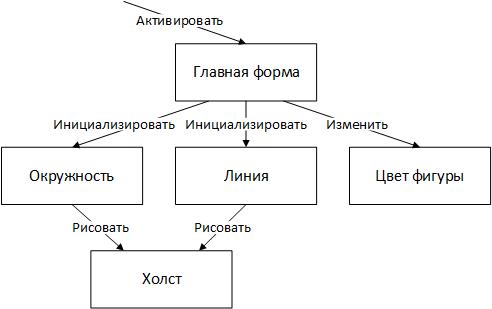 Активировать
Главная форма
Инициализировать
Инициализировать
Изменить
Окружность
Линия
Цвет фигуры
Рисовать
Рисовать
Холст